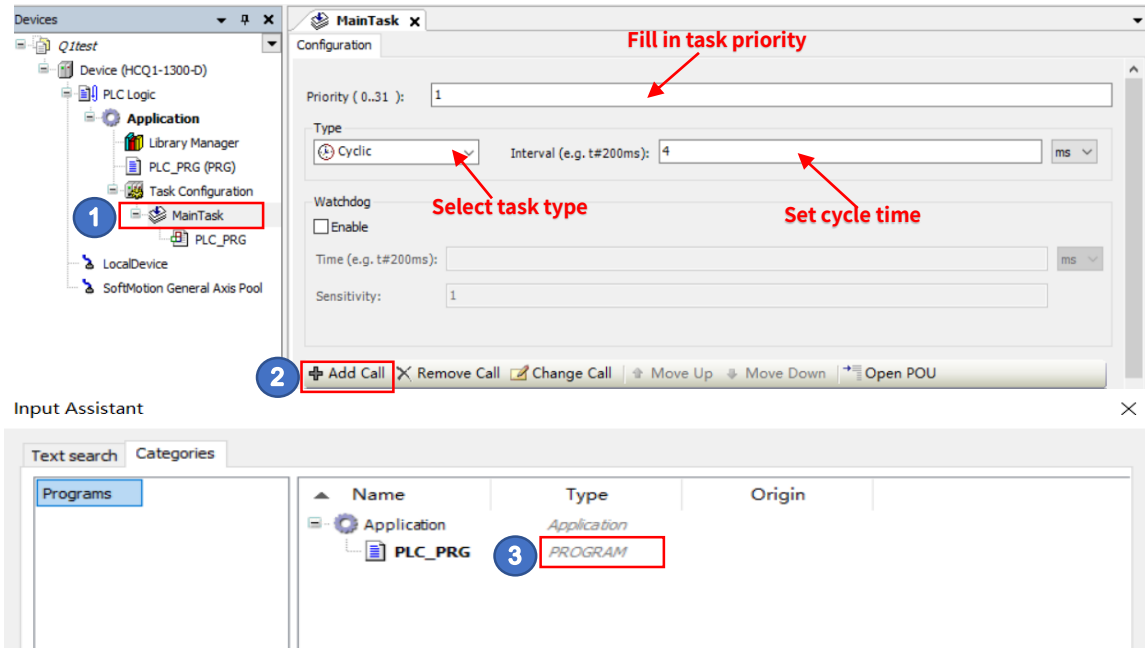 Devices
Q1test
Device (HCQ1-1300-D)
PLC Logic
Application
Library Manager
PLC_PRG (PRG)
Task Configuration
1
MainTask
PLC_PRG
LocalDevice
SoftMotion General Axis Pool
MainTask
Configuration
Fill in task priority
Priority ( 0..31 ): 1
Type
Cyclic Interval (e.g. t#200ms): 4 ms
Select task type
Set cycle time
Watchdog
Enable
Time (e.g. t#200ms): ms
Sensitivity: 1
2 Add Call Remove Call Change Call Move Up Move Down Open POU
Input Assistant
Text search Categories
Programs
Name Type Origin
Application Application
PLC_PRG 3 PROGRAM